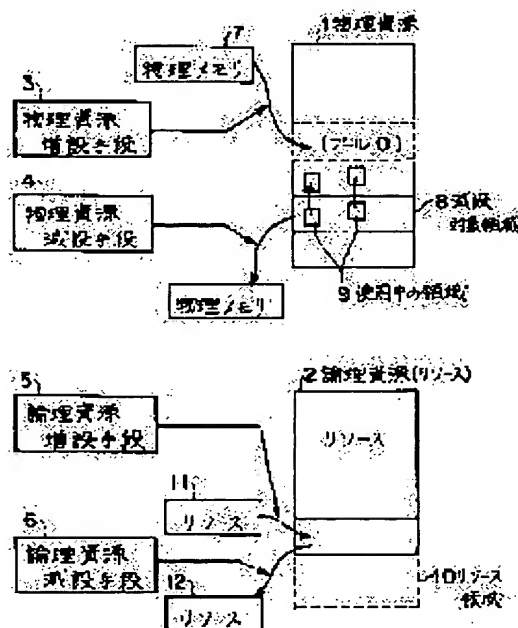 1物理資源
7
物理メモリ
3
物理資源
増設手段
(プール0)
4
物理資源
減設手段
8減設
対象領域
物理メモリ
9使用中の領域
5
論理資源
増設手段
2論理資源(リソース)
リソース
11
リソース
6
論理資源
減設手段
10リソース
12
リソース